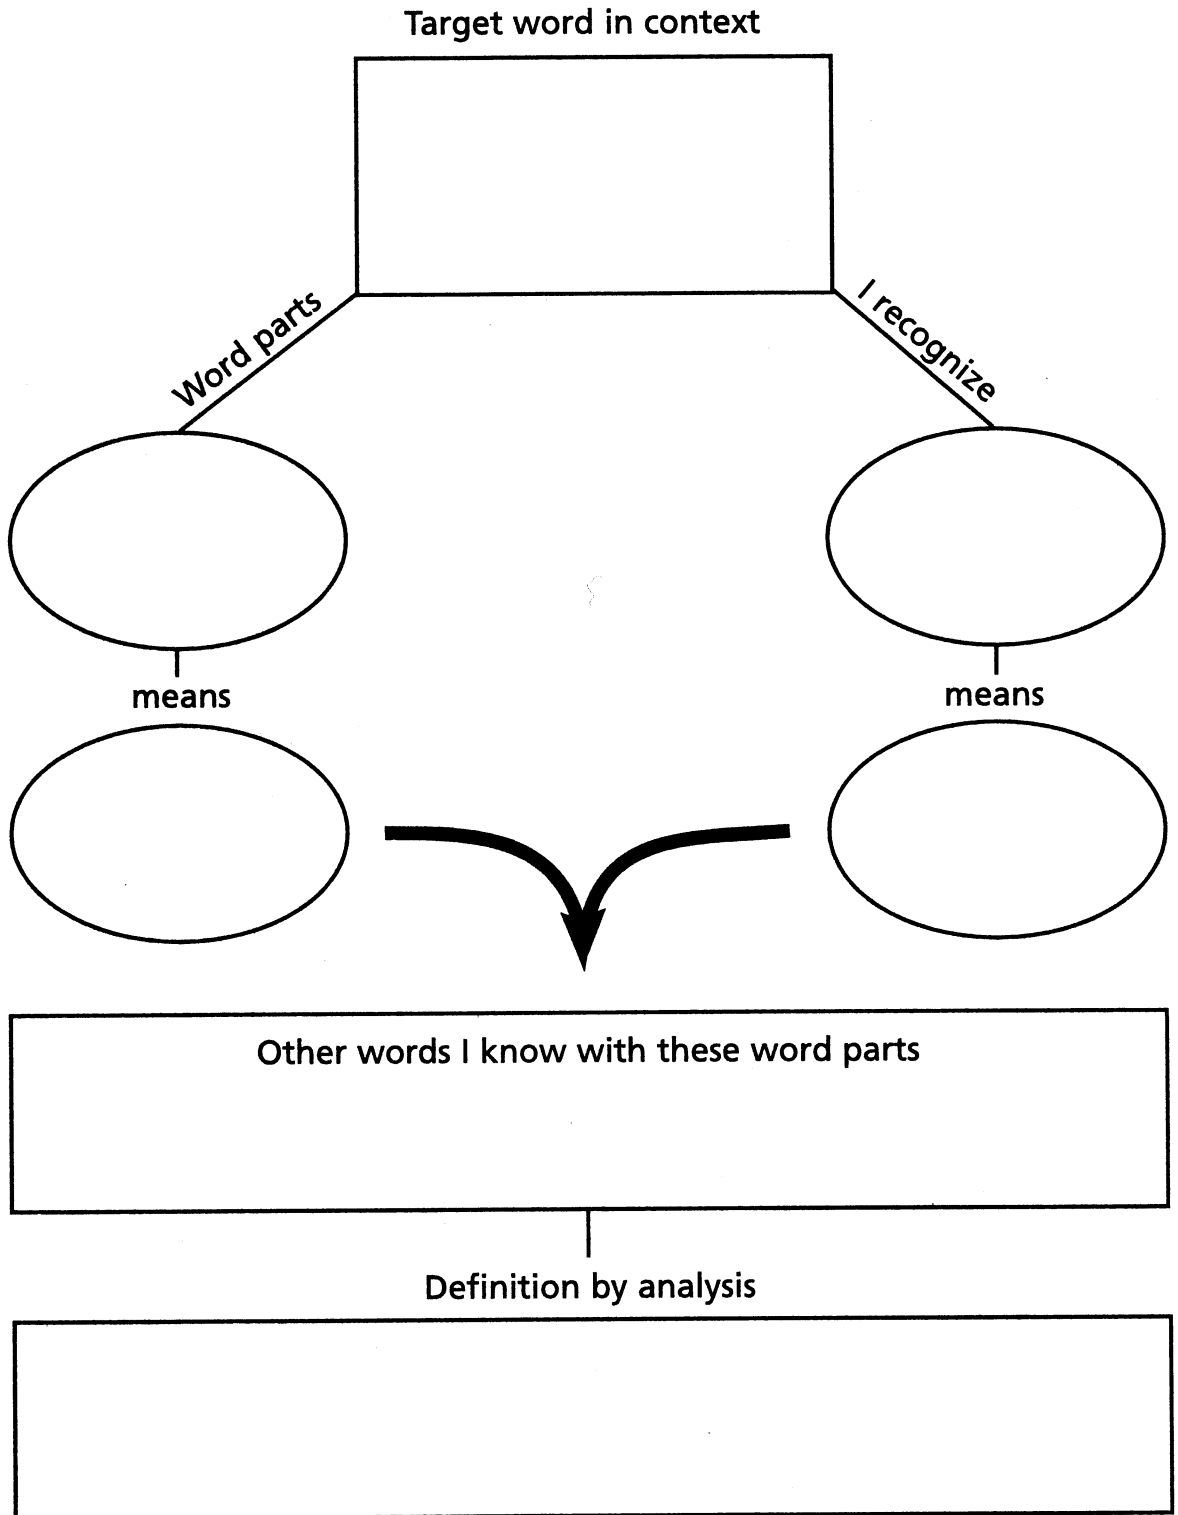 Target word in context
Word parts
I recognize
means
means
Other words I know with these word parts
Definition by analysis